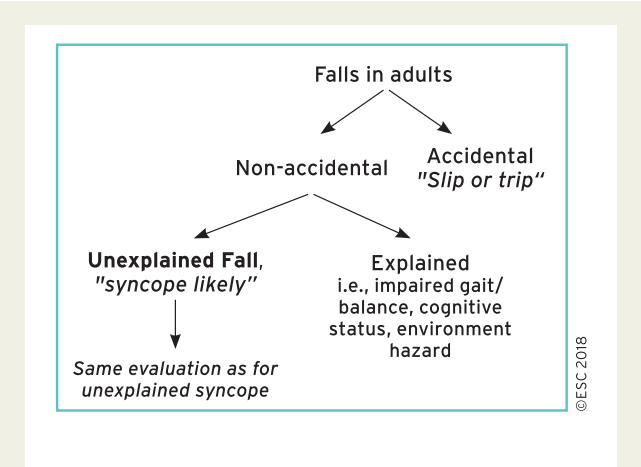 Falls in adults
Non-accidental
Accidental
"Slip or trip“
Unexplained Fall,
"syncope likely”
Explained
i.e., impaired gait/
balance, cognitive
status, environment
hazard
Same evaluation as for
unexplained syncope
©ESC 2018